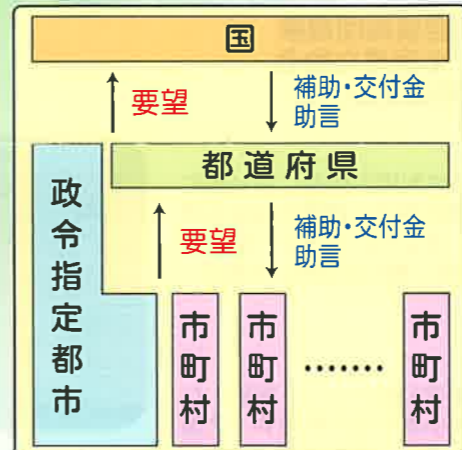 国
要望
補助・交付金
助言
都道府県
政令指定都市
要望
補助・交付金
助言
市町村
市町村
.......
市町村